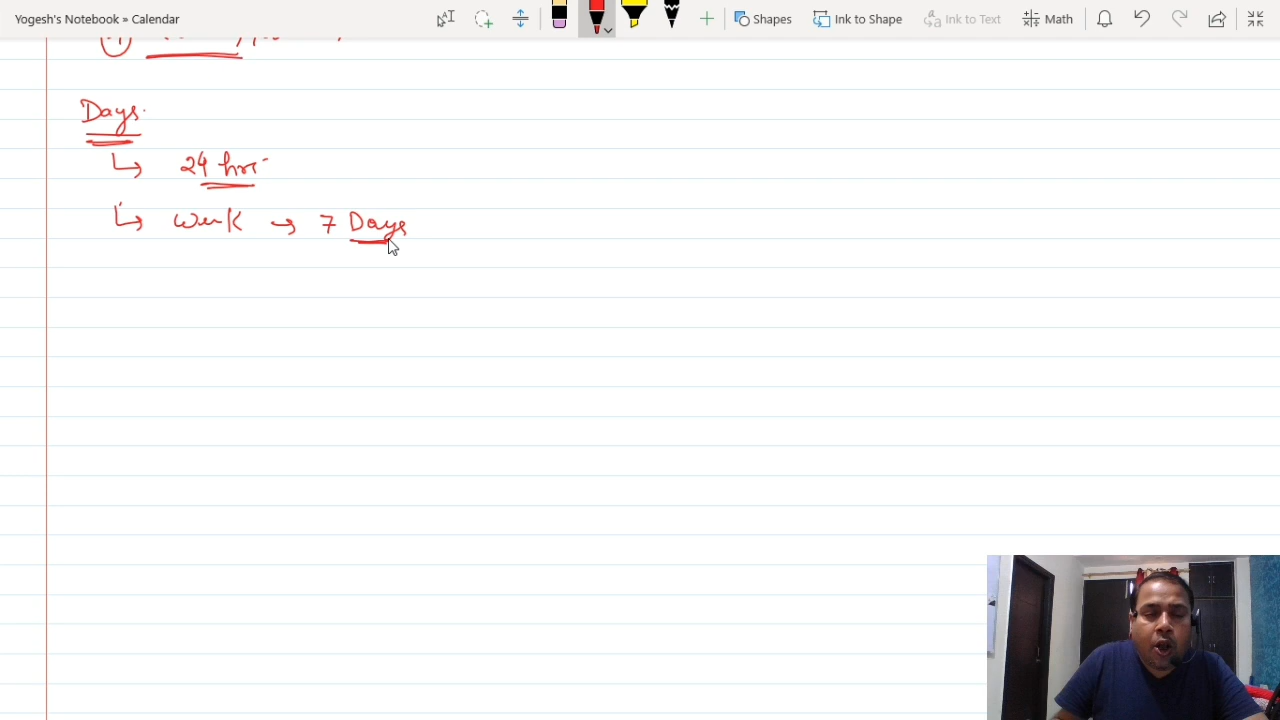 Yogesh's Notebook » Calendar
Shapes
Ink to Shape
Ink to Text
Math
Days
↳ 24 hrs
↳ week → 7 Days